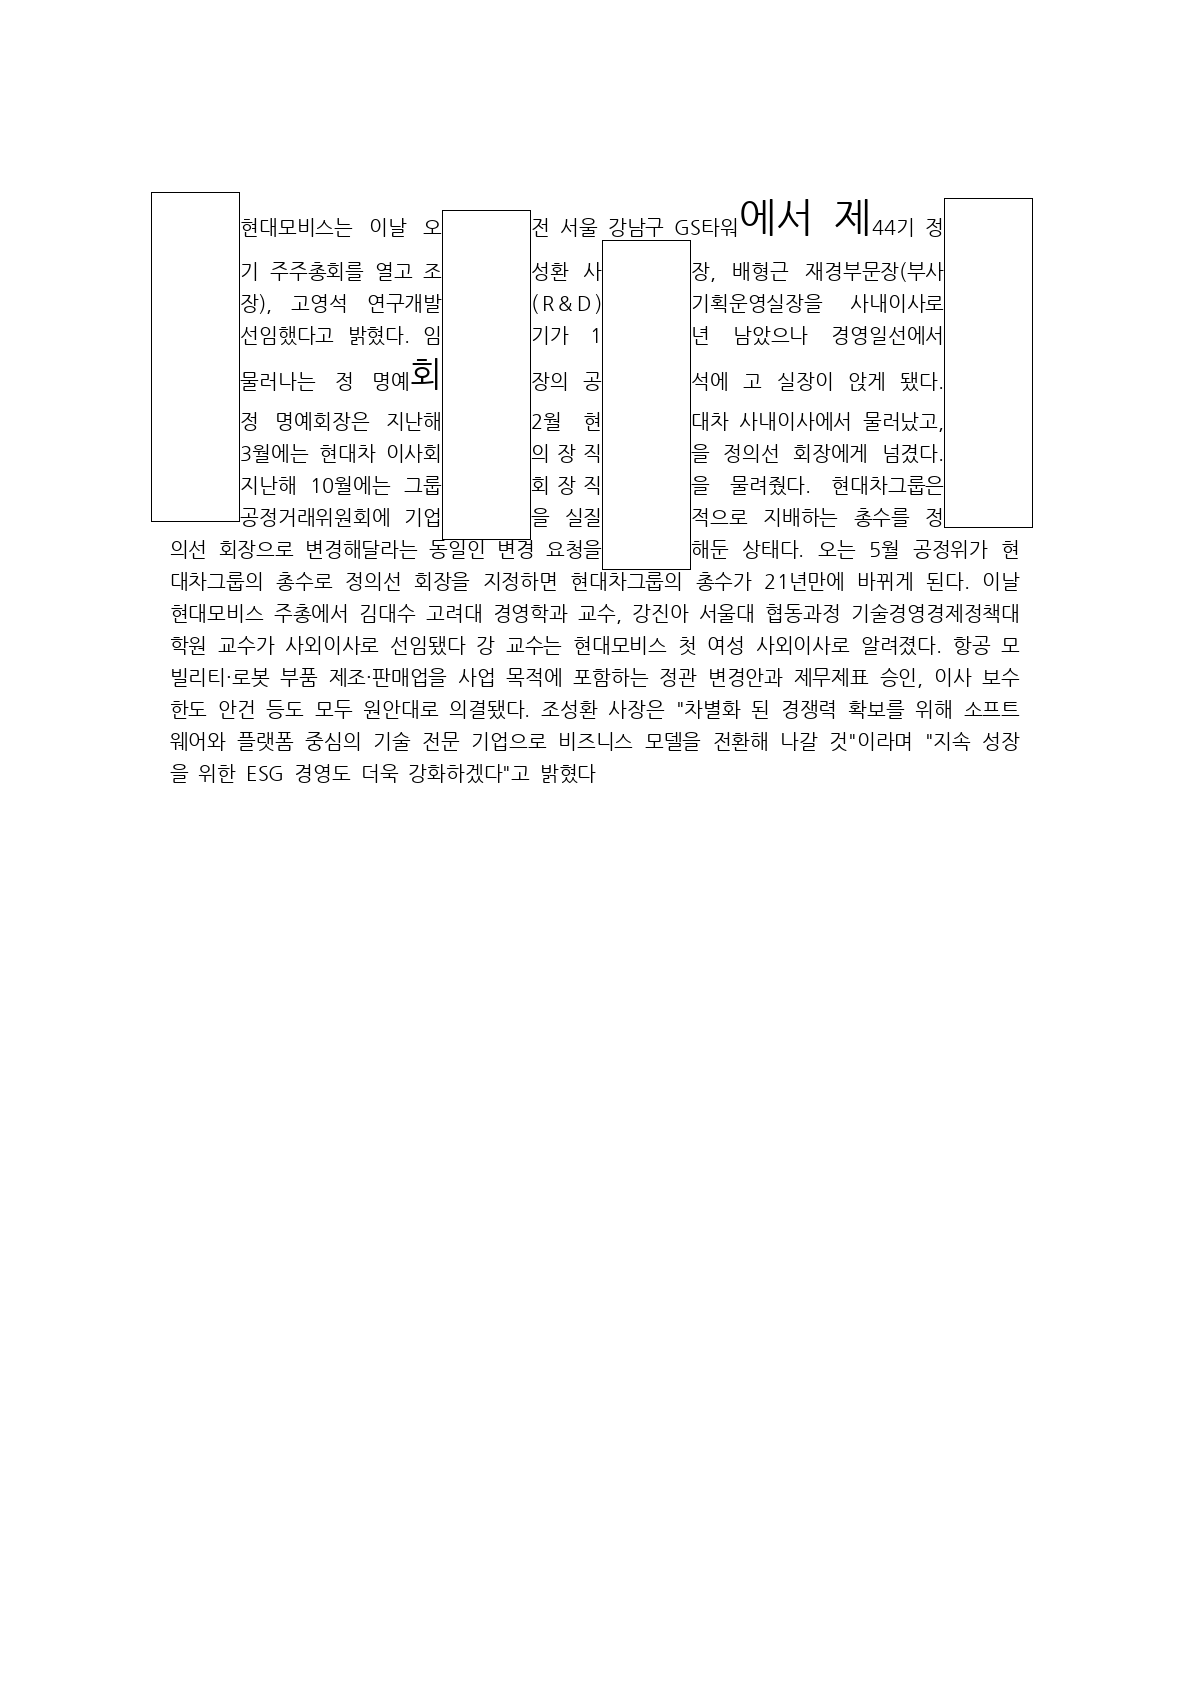 현대모비스는 이날 오전 서울 강남구 GS타워에서 제44기 정
기 주주총회를 열고 조성환 사장, 배형근 재경부문장(부사
장), 고영석 연구개발(R&D)기획운영실장을 사내이사로
선임했다고 밝혔다. 임기가 1년 남았으나 경영일선에서
물러나는 정 명예회장의 공석에 고 실장이 앉게 됐다.
정 명예회장은 지난해 2월 현대차 사내이사에서 물러났고,
3월에는 현대차 이사회의장직을 정의선 회장에게 넘겼다.
지난해 10월에는 그룹회장직을 물려줬다. 현대차그룹은
공정거래위원회에 기업을 실질적으로 지배하는 총수를 정
의선 회장으로 변경해달라는 동일인 변경 요청을해둔 상태다. 오는 5월 공정위가 현
대차그룹의 총수로 정의선 회장을 지정하면 현대차그룹의 총수가 21년만에 바뀌게 된다. 이날
현대모비스 주총에서 김대수 고려대 경영학과 교수, 강진아 서울대 협동과정 기술경영경제정책대
학원 교수가 사외이사로 선임됐다 강 교수는 현대모비스 첫 여성 사외이사로 알려졌다. 항공 모
빌리티·로봇 부품 제조·판매업을 사업 목적에 포함하는 정관 변경안과 제무제표 승인, 이사 보수
한도 안건 등도 모두 원안대로 의결됐다. 조성환 사장은 "차별화 된 경쟁력 확보를 위해 소프트
웨어와 플랫폼 중심의 기술 전문 기업으로 비즈니스 모델을 전환해 나갈 것"이라며 "지속 성장
을 위한 ESG 경영도 더욱 강화하겠다"고 밝혔다